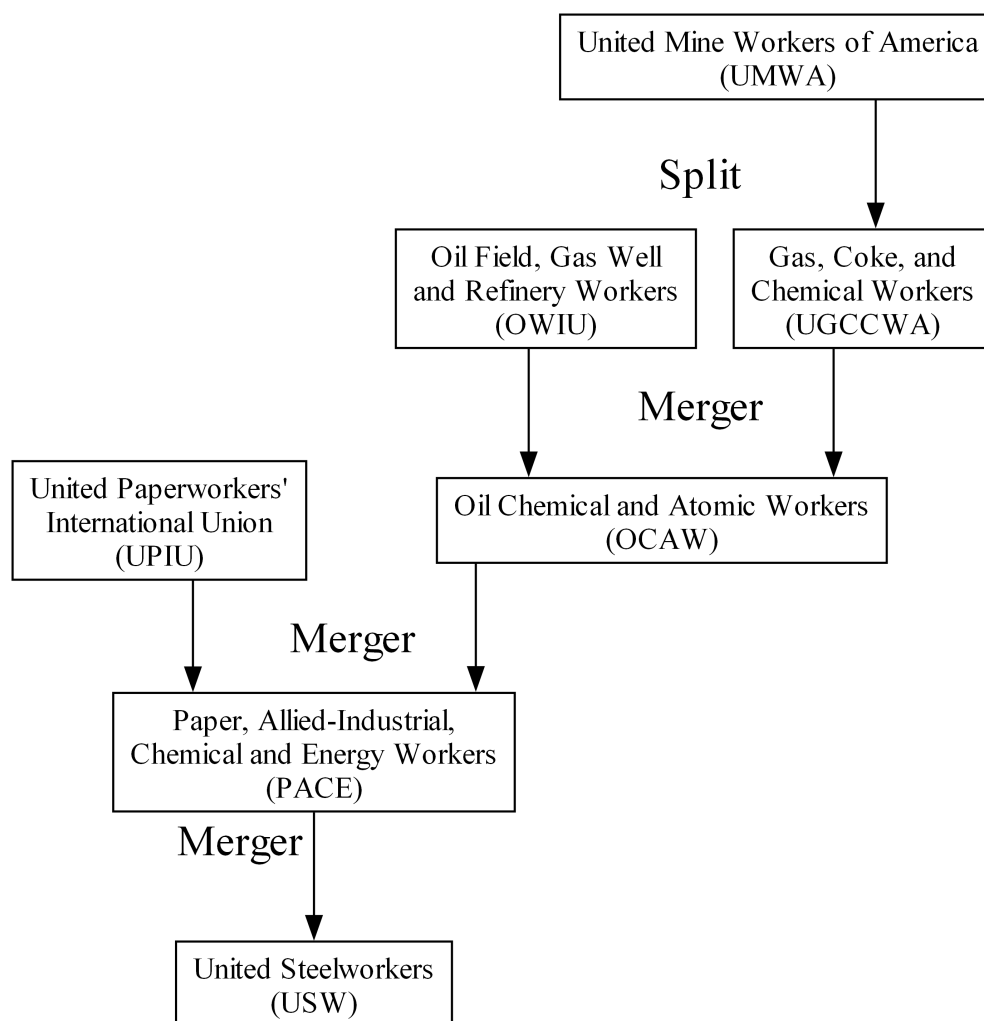 United Mine Workers of America
(UMWA)
Split
Oil Field, Gas Well
and Refinery Workers
(OWIU)
Gas, Coke, and
Chemical Workers
(UGCCWA)
Merger
United Paperworkers'
International Union
(UPIU)
Oil Chemical and Atomic Workers
(OCAW)
Merger
Paper, Allied-Industrial,
Chemical and Energy Workers
(PACE)
Merger
United Steelworkers
(USW)